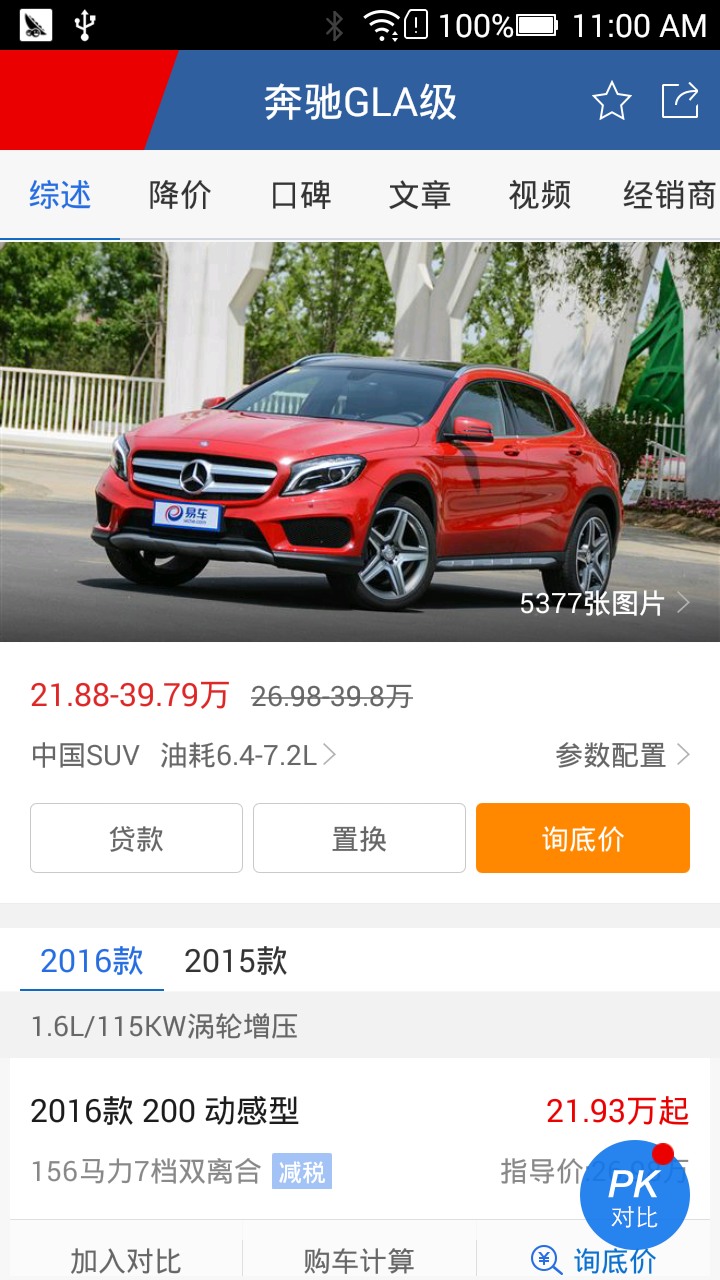 100% 11:00 AM
奔驰GLA级
综述 降价 口碑 文章 视频 经销商
易车
5377张图片
21.88-39.79万 26.98-39.8万
中国SUV 油耗6.4-7.2L 参数配置
贷款 置换 询底价
2016款 2015款
1.6L/115KW涡轮增压
2016款 200 动感型 21.93万起
156马力7档双离合 减税 指导价:26.98万
PK
对比
加入对比 购车计算 询底价